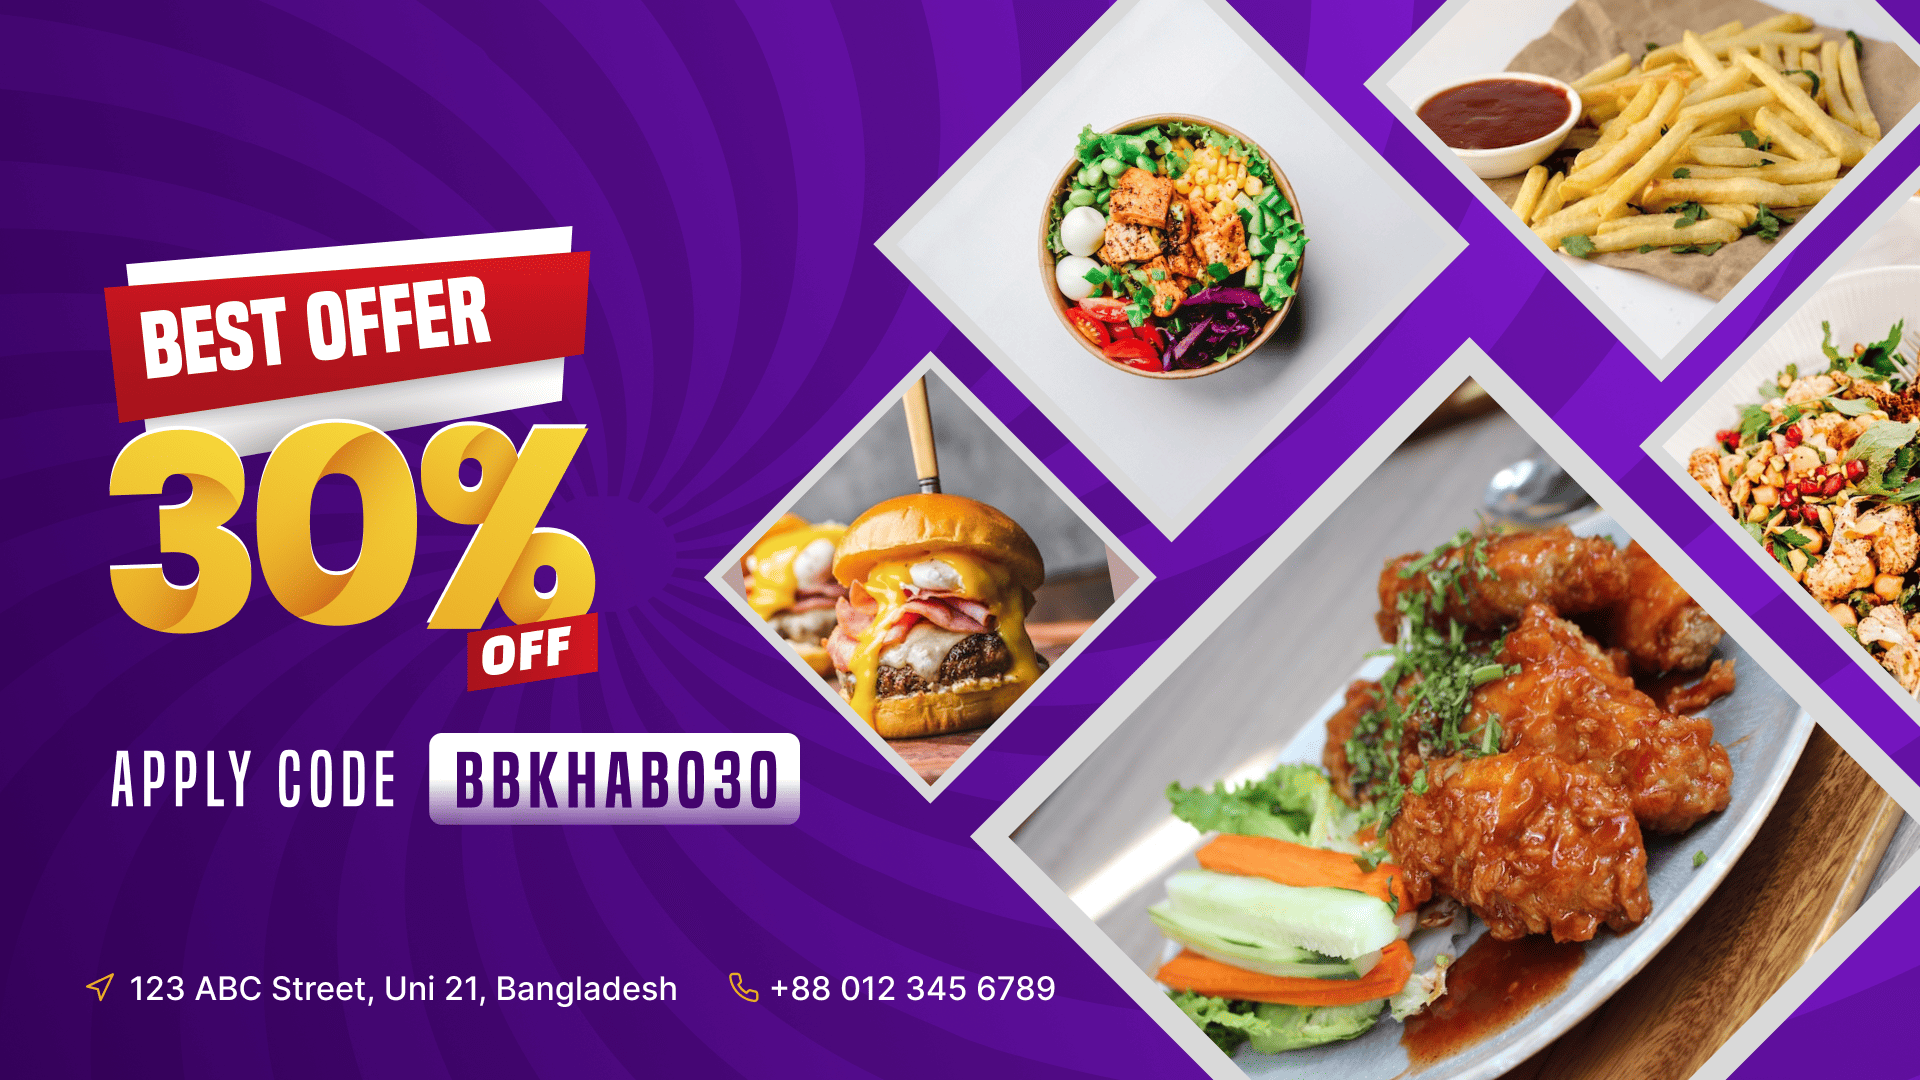 BEST OFFER
30%
OFF
APPLY CODE BBKHABO30
123 ABC Street, Uni 21, Bangladesh
+88 012 345 6789